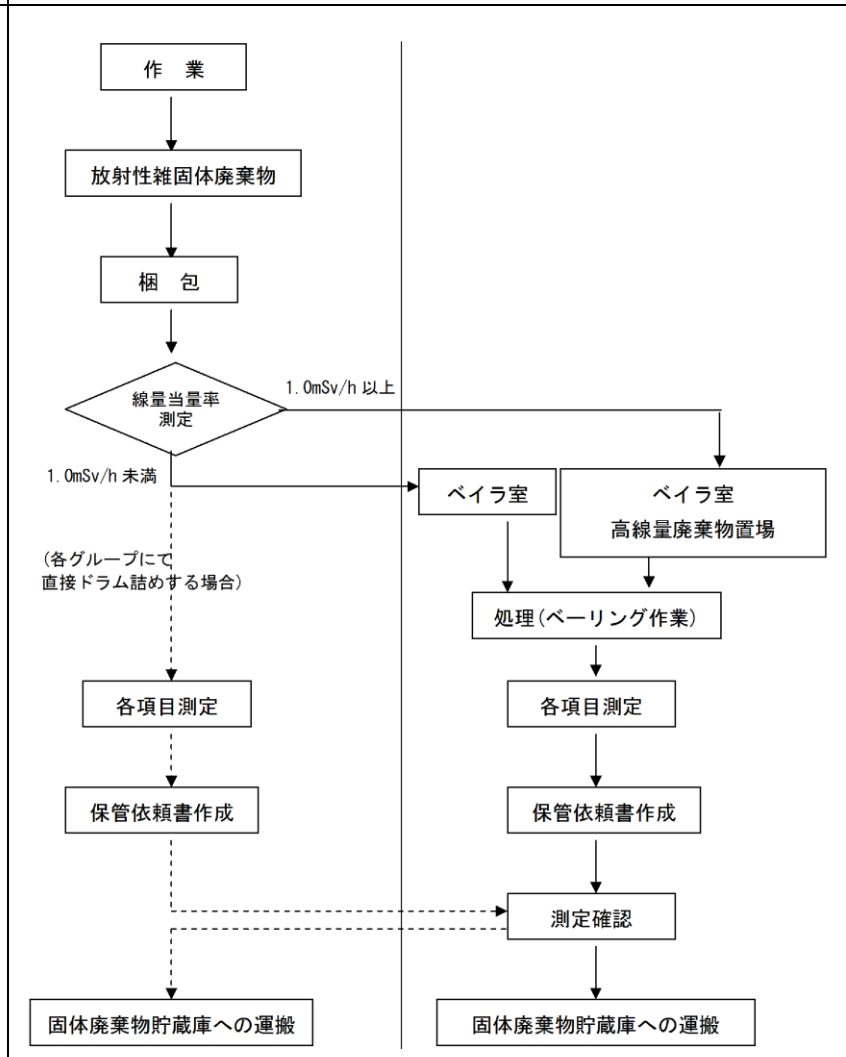 作　業
放射性雑固体廃棄物
梱　包
線量当量率
測定
1.0mSv/h 以上
1.0mSv/h 未満
ベイラ室
ベイラ室
高線量廃棄物置場
(各グループにて
直接ドラム詰めする場合)
処理(ベーリング作業)
各項目測定
各項目測定
保管依頼書作成
保管依頼書作成
測定確認
固体廃棄物貯蔵庫への運搬
固体廃棄物貯蔵庫への運搬